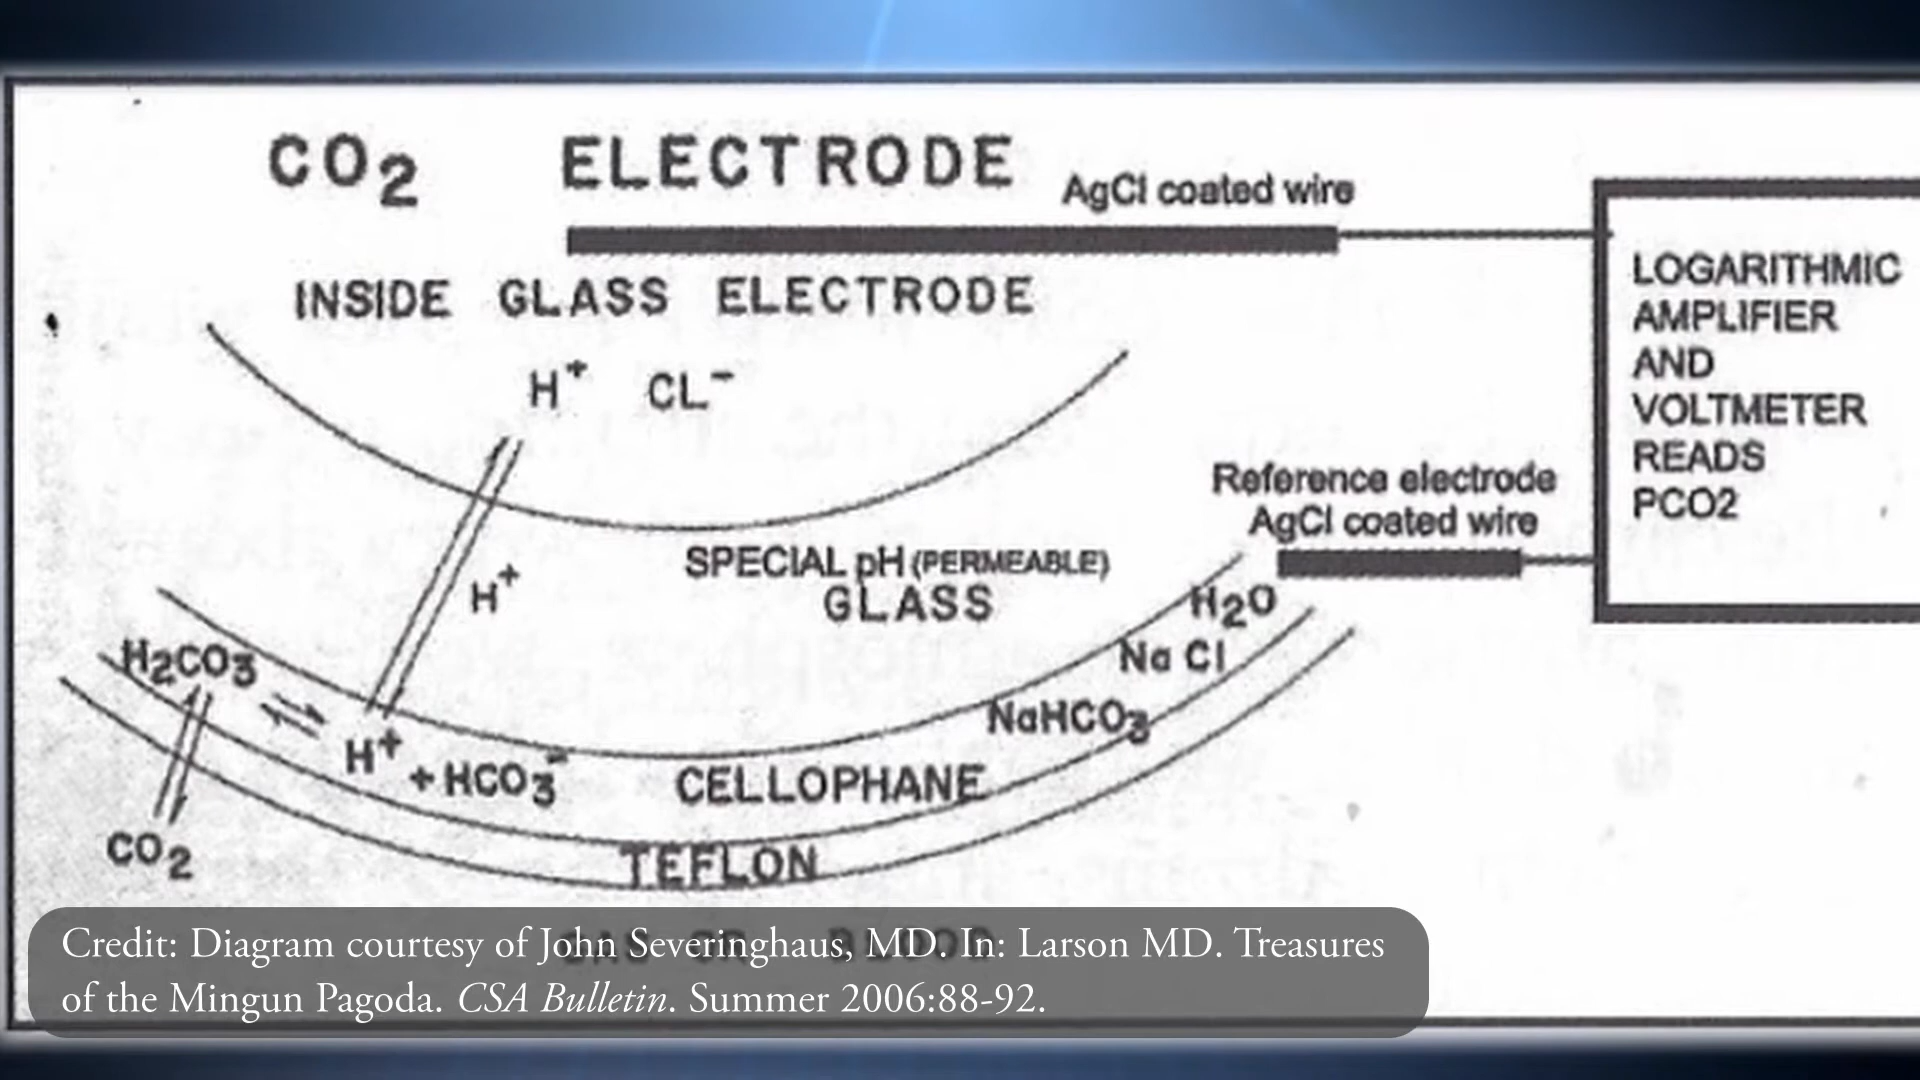 CO2 ELECTRODE
AgCl coated wire
INSIDE GLASS ELECTRODE
LOGARITHMIC
AMPLIFIER
AND
VOLTMETER
READS
PCO2
H+ CL-
Reference electrode
AgCl coated wire
SPECIAL pH (PERMEABLE)
GLASS
H+
H2O
Na Cl
NaHCO3
H2CO3
H+ + HCO3-
CELLOPHANE
CO2
TEFLON
Credit: Diagram courtesy of John Severinghaus, MD. In: Larson MD. Treasures
of the Mingun Pagoda. CSA Bulletin. Summer 2006:88-92.